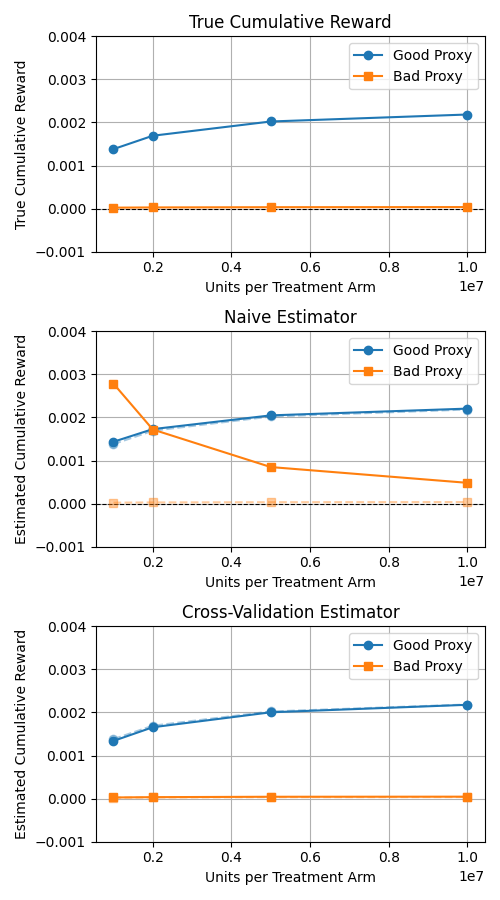 True Cumulative Reward
True Cumulative Reward
0.004
0.003
0.002
0.001
0.000
−0.001
Good Proxy
Bad Proxy
0.2
0.4
0.6
0.8
1.0
1e7
Units per Treatment Arm
Naive Estimator
Estimated Cumulative Reward
0.004
0.003
0.002
0.001
0.000
−0.001
Good Proxy
Bad Proxy
0.2
0.4
0.6
0.8
1.0
1e7
Units per Treatment Arm
Cross-Validation Estimator
Estimated Cumulative Reward
0.004
0.003
0.002
0.001
0.000
−0.001
Good Proxy
Bad Proxy
0.2
0.4
0.6
0.8
1.0
1e7
Units per Treatment Arm